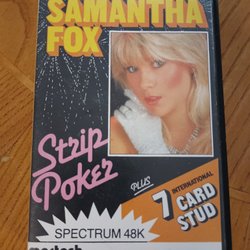 SAMANTHA
FOX
Strip
Poker
PLUS
7 INTERNATIONAL
CARD
STUD
SPECTRUM 48K